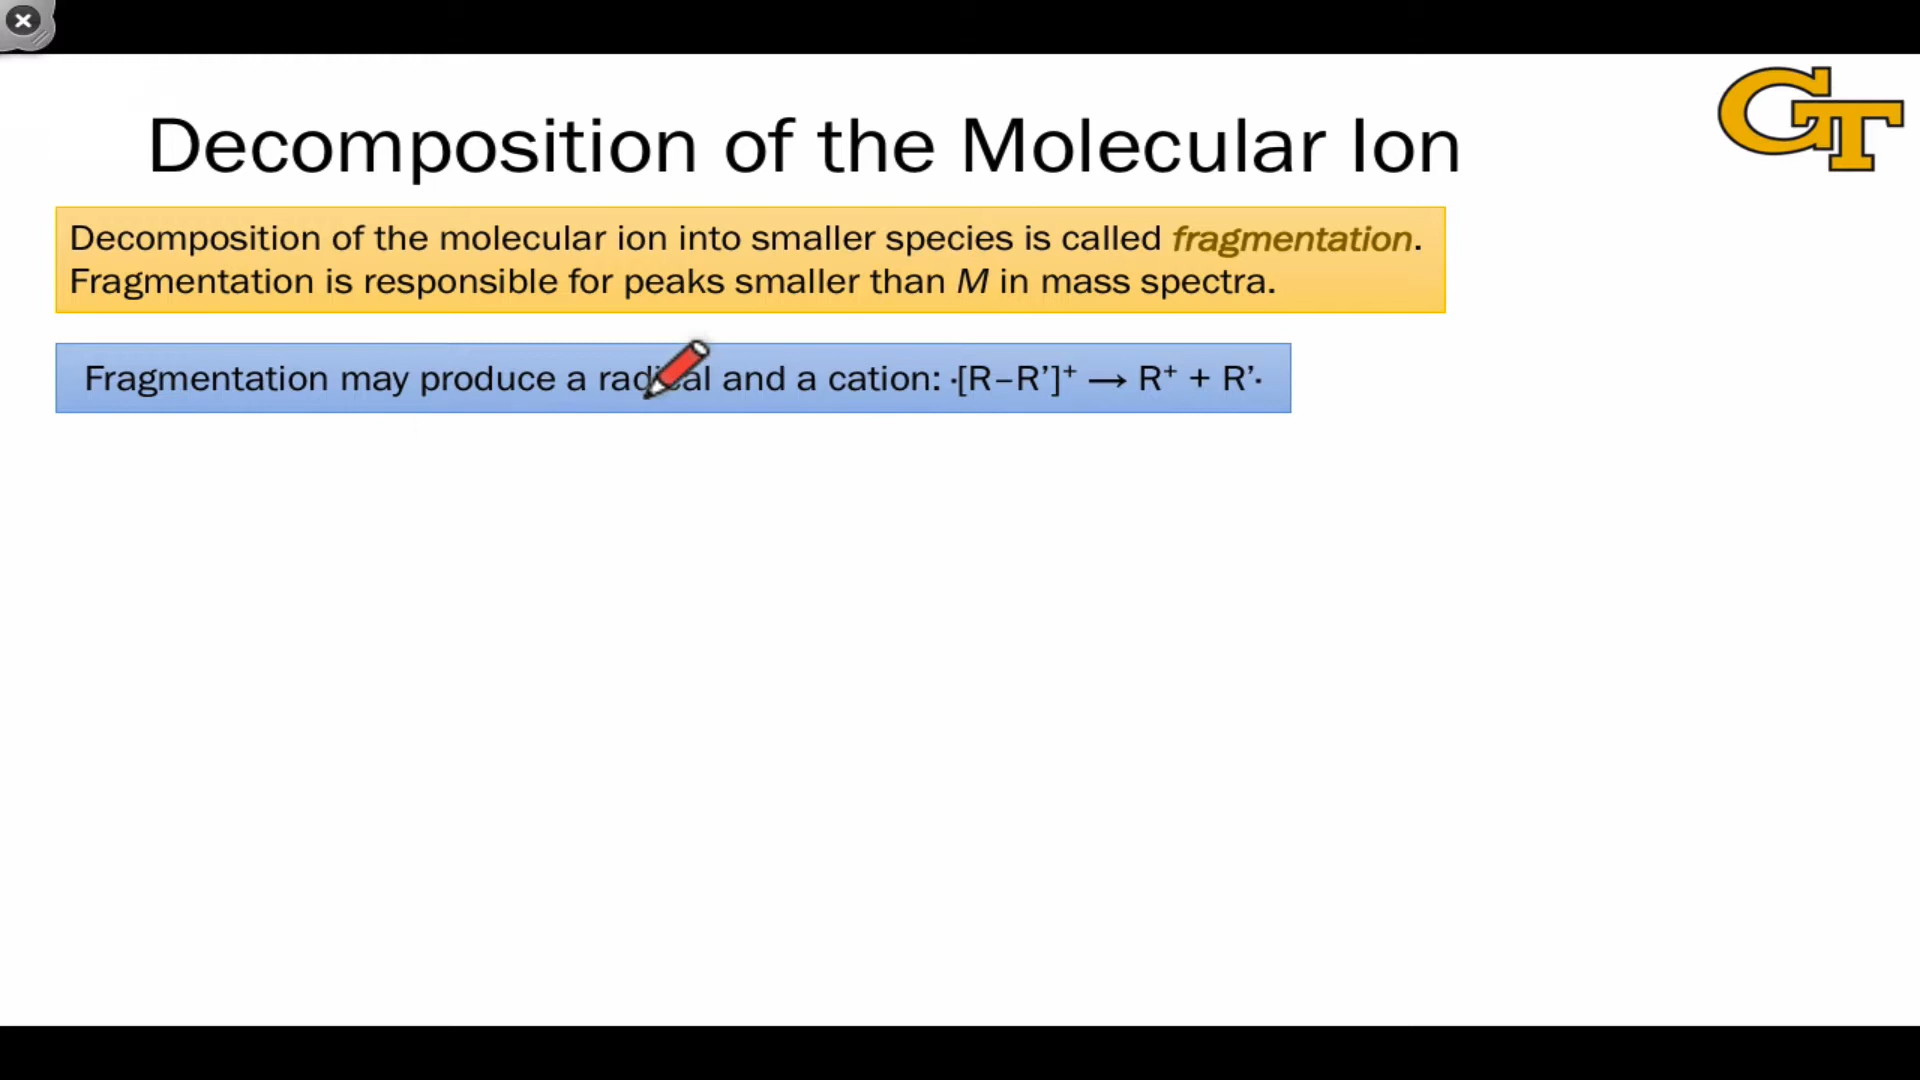 GT
Decomposition of the Molecular Ion
Decomposition of the molecular ion into smaller species is called fragmentation.
Fragmentation is responsible for peaks smaller than M in mass spectra.
Fragmentation may produce a radical and a cation: ·[R–R’]⁺ → R⁺ + R’·